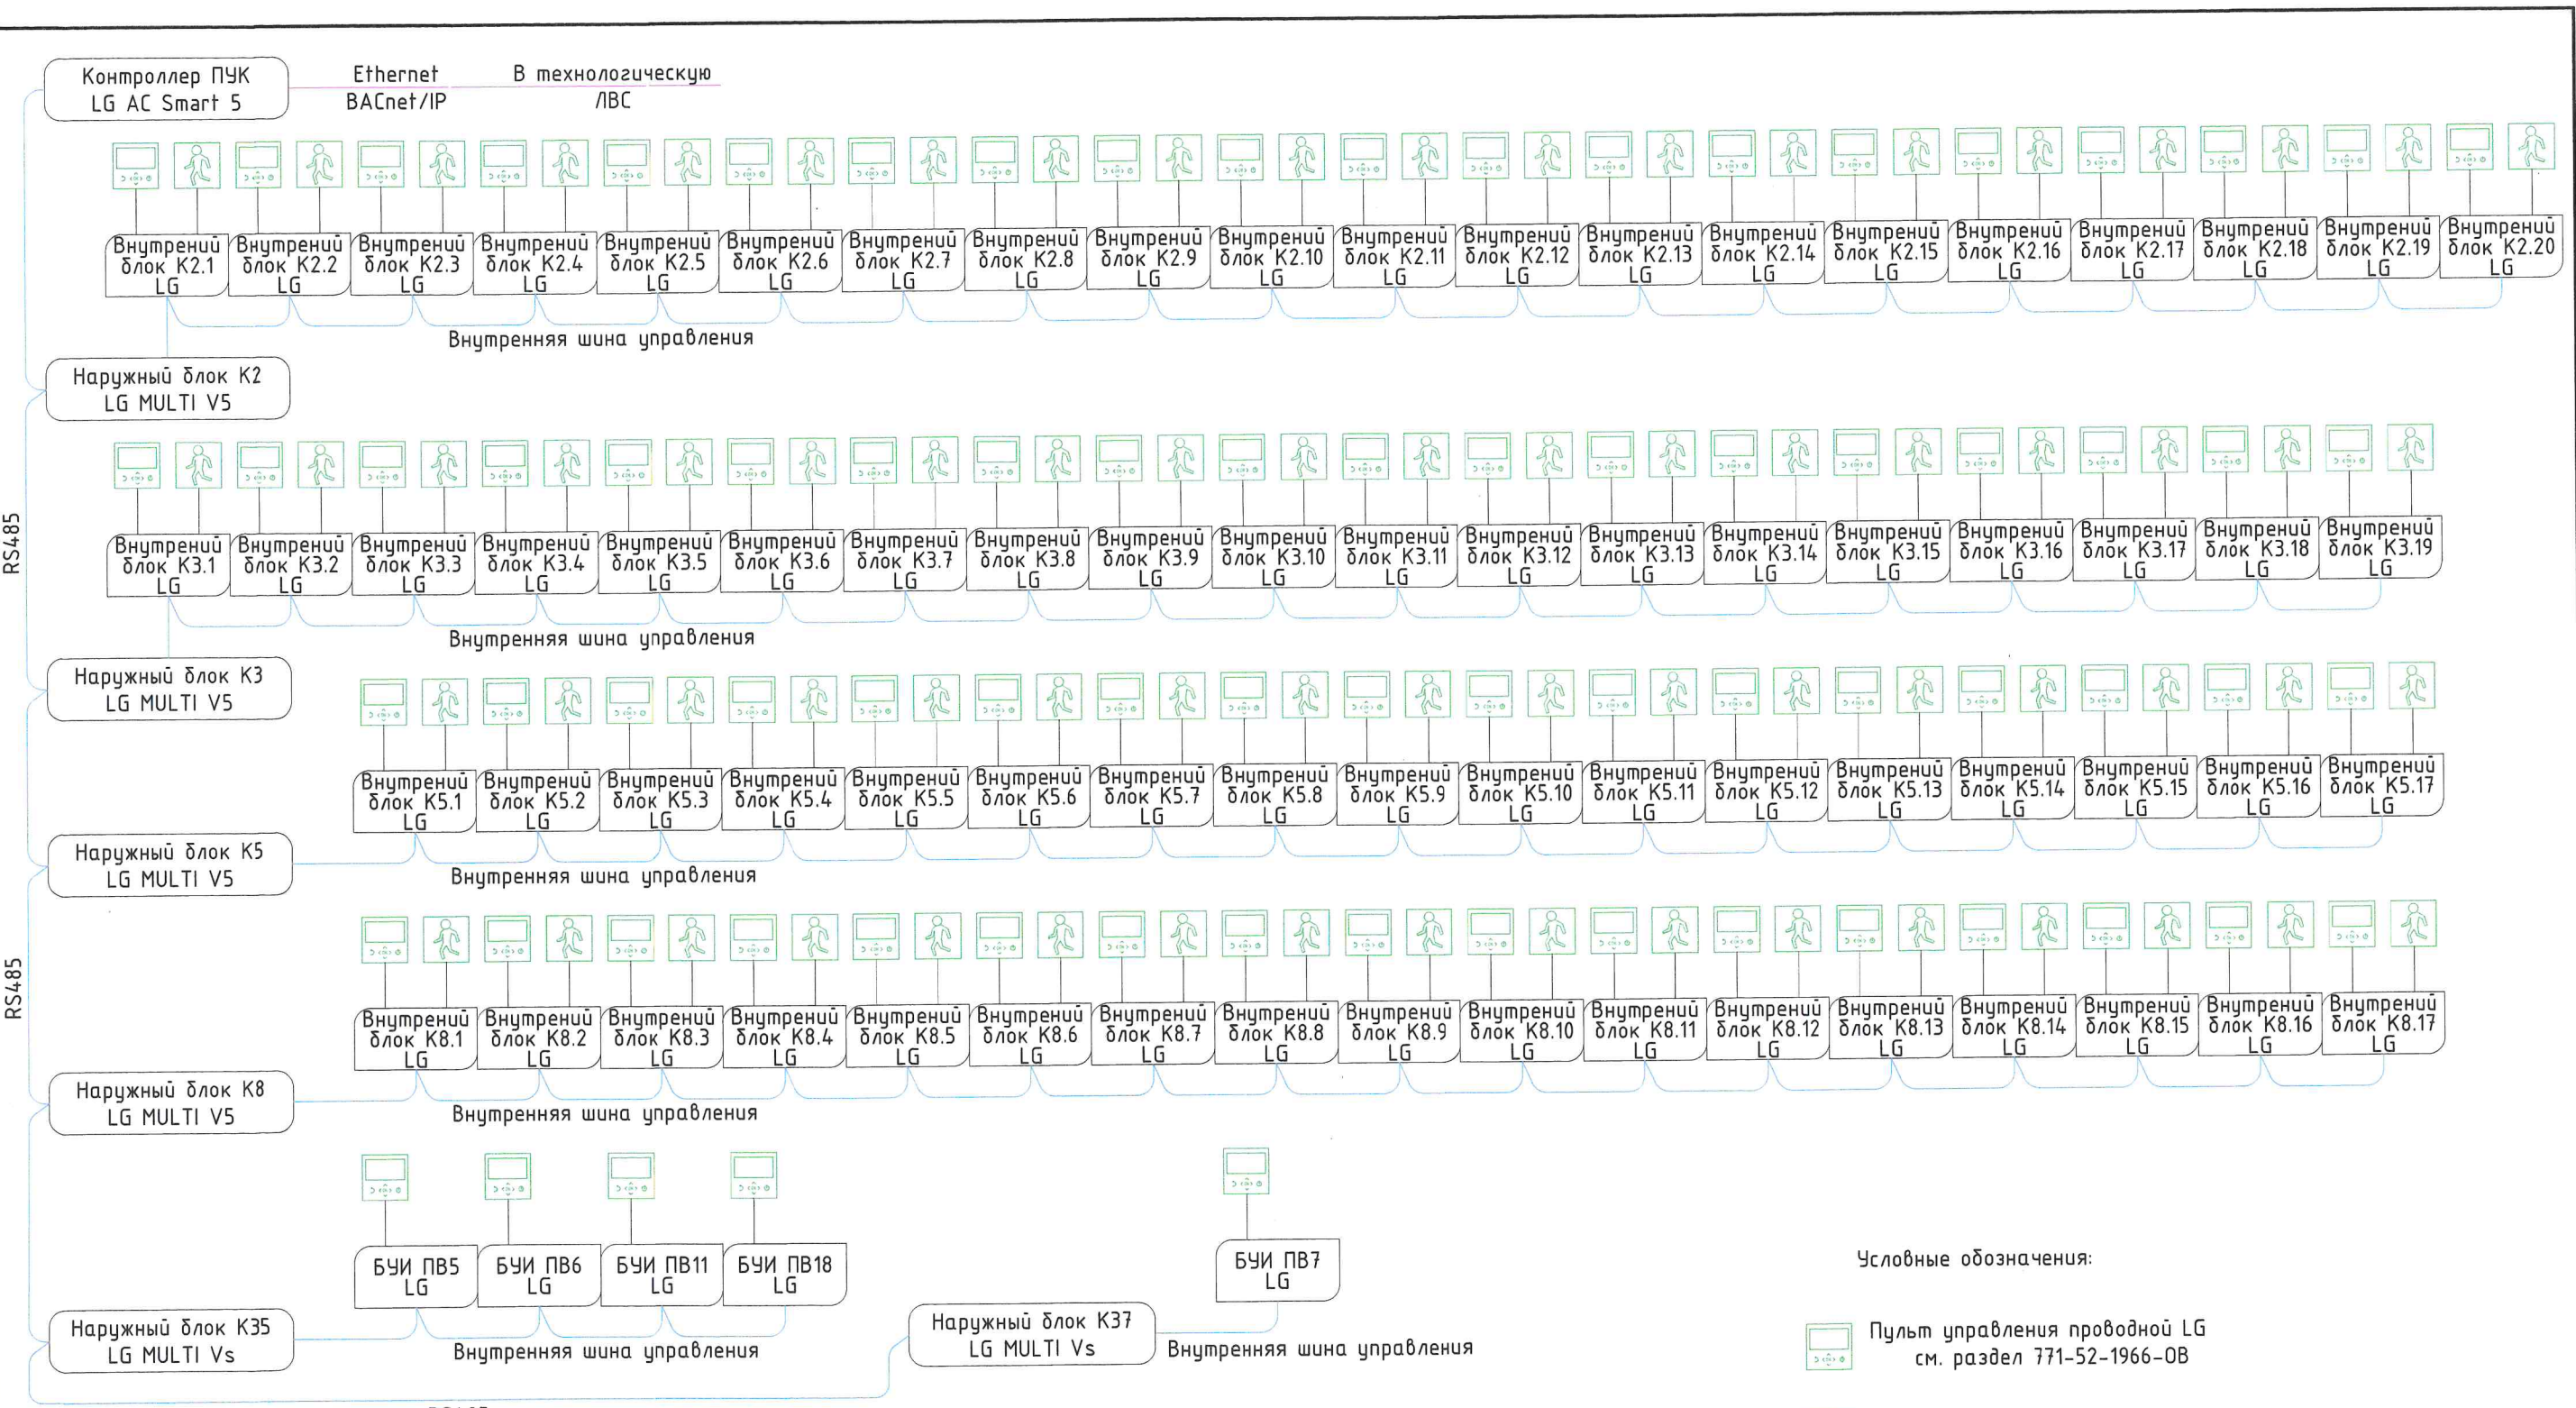 Контроллер ПУК
LG AC Smart 5
Ethernet
BACnet/IP
В технологическую
ЛВС
Внутрений
блок К2.1
LG
Внутрений
блок К2.2
LG
Внутрений
блок К2.3
LG
Внутрений
блок К2.4
LG
Внутрений
блок К2.5
LG
Внутрений
блок К2.6
LG
Внутрений
блок К2.7
LG
Внутрений
блок К2.8
LG
Внутрений
блок К2.9
LG
Внутрений
блок К2.10
LG
Внутрений
блок К2.11
LG
Внутрений
блок К2.12
LG
Внутрений
блок К2.13
LG
Внутрений
блок К2.14
LG
Внутрений
блок К2.15
LG
Внутрений
блок К2.16
LG
Внутрений
блок К2.17
LG
Внутрений
блок К2.18
LG
Внутрений
блок К2.19
LG
Внутрений
блок К2.20
LG
Внутренняя шина управления
Наружный блок К2
LG MULTI V5
RS485
Внутрений
блок К3.1
LG
Внутрений
блок К3.2
LG
Внутрений
блок К3.3
LG
Внутрений
блок К3.4
LG
Внутрений
блок К3.5
LG
Внутрений
блок К3.6
LG
Внутрений
блок К3.7
LG
Внутрений
блок К3.8
LG
Внутрений
блок К3.9
LG
Внутрений
блок К3.10
LG
Внутрений
блок К3.11
LG
Внутрений
блок К3.12
LG
Внутрений
блок К3.13
LG
Внутрений
блок К3.14
LG
Внутрений
блок К3.15
LG
Внутрений
блок К3.16
LG
Внутрений
блок К3.17
LG
Внутрений
блок К3.18
LG
Внутрений
блок К3.19
LG
Внутренняя шина управления
Наружный блок К3
LG MULTI V5
Внутрений
блок К5.1
LG
Внутрений
блок К5.2
LG
Внутрений
блок К5.3
LG
Внутрений
блок К5.4
LG
Внутрений
блок К5.5
LG
Внутрений
блок К5.6
LG
Внутрений
блок К5.7
LG
Внутрений
блок К5.8
LG
Внутрений
блок К5.9
LG
Внутрений
блок К5.10
LG
Внутрений
блок К5.11
LG
Внутрений
блок К5.12
LG
Внутрений
блок К5.13
LG
Внутрений
блок К5.14
LG
Внутрений
блок К5.15
LG
Внутрений
блок К5.16
LG
Внутрений
блок К5.17
LG
Наружный блок К5
LG MULTI V5
Внутренняя шина управления
RS485
Внутрений
блок К8.1
LG
Внутрений
блок К8.2
LG
Внутрений
блок К8.3
LG
Внутрений
блок К8.4
LG
Внутрений
блок К8.5
LG
Внутрений
блок К8.6
LG
Внутрений
блок К8.7
LG
Внутрений
блок К8.8
LG
Внутрений
блок К8.9
LG
Внутрений
блок К8.10
LG
Внутрений
блок К8.11
LG
Внутрений
блок К8.12
LG
Внутрений
блок К8.13
LG
Внутрений
блок К8.14
LG
Внутрений
блок К8.15
LG
Внутрений
блок К8.16
LG
Внутрений
блок К8.17
LG
Наружный блок К8
LG MULTI V5
Внутренняя шина управления
БУИ ПВ5
LG
БУИ ПВ6
LG
БУИ ПВ11
LG
БУИ ПВ18
LG
БУИ ПВ7
LG
Наружный блок К35
LG MULTI Vs
Внутренняя шина управления
Наружный блок К37
LG MULTI Vs
Внутренняя шина управления
Условные обозначения:
Пульт управления проводной LG
см. раздел 771-52-1966-ОВ